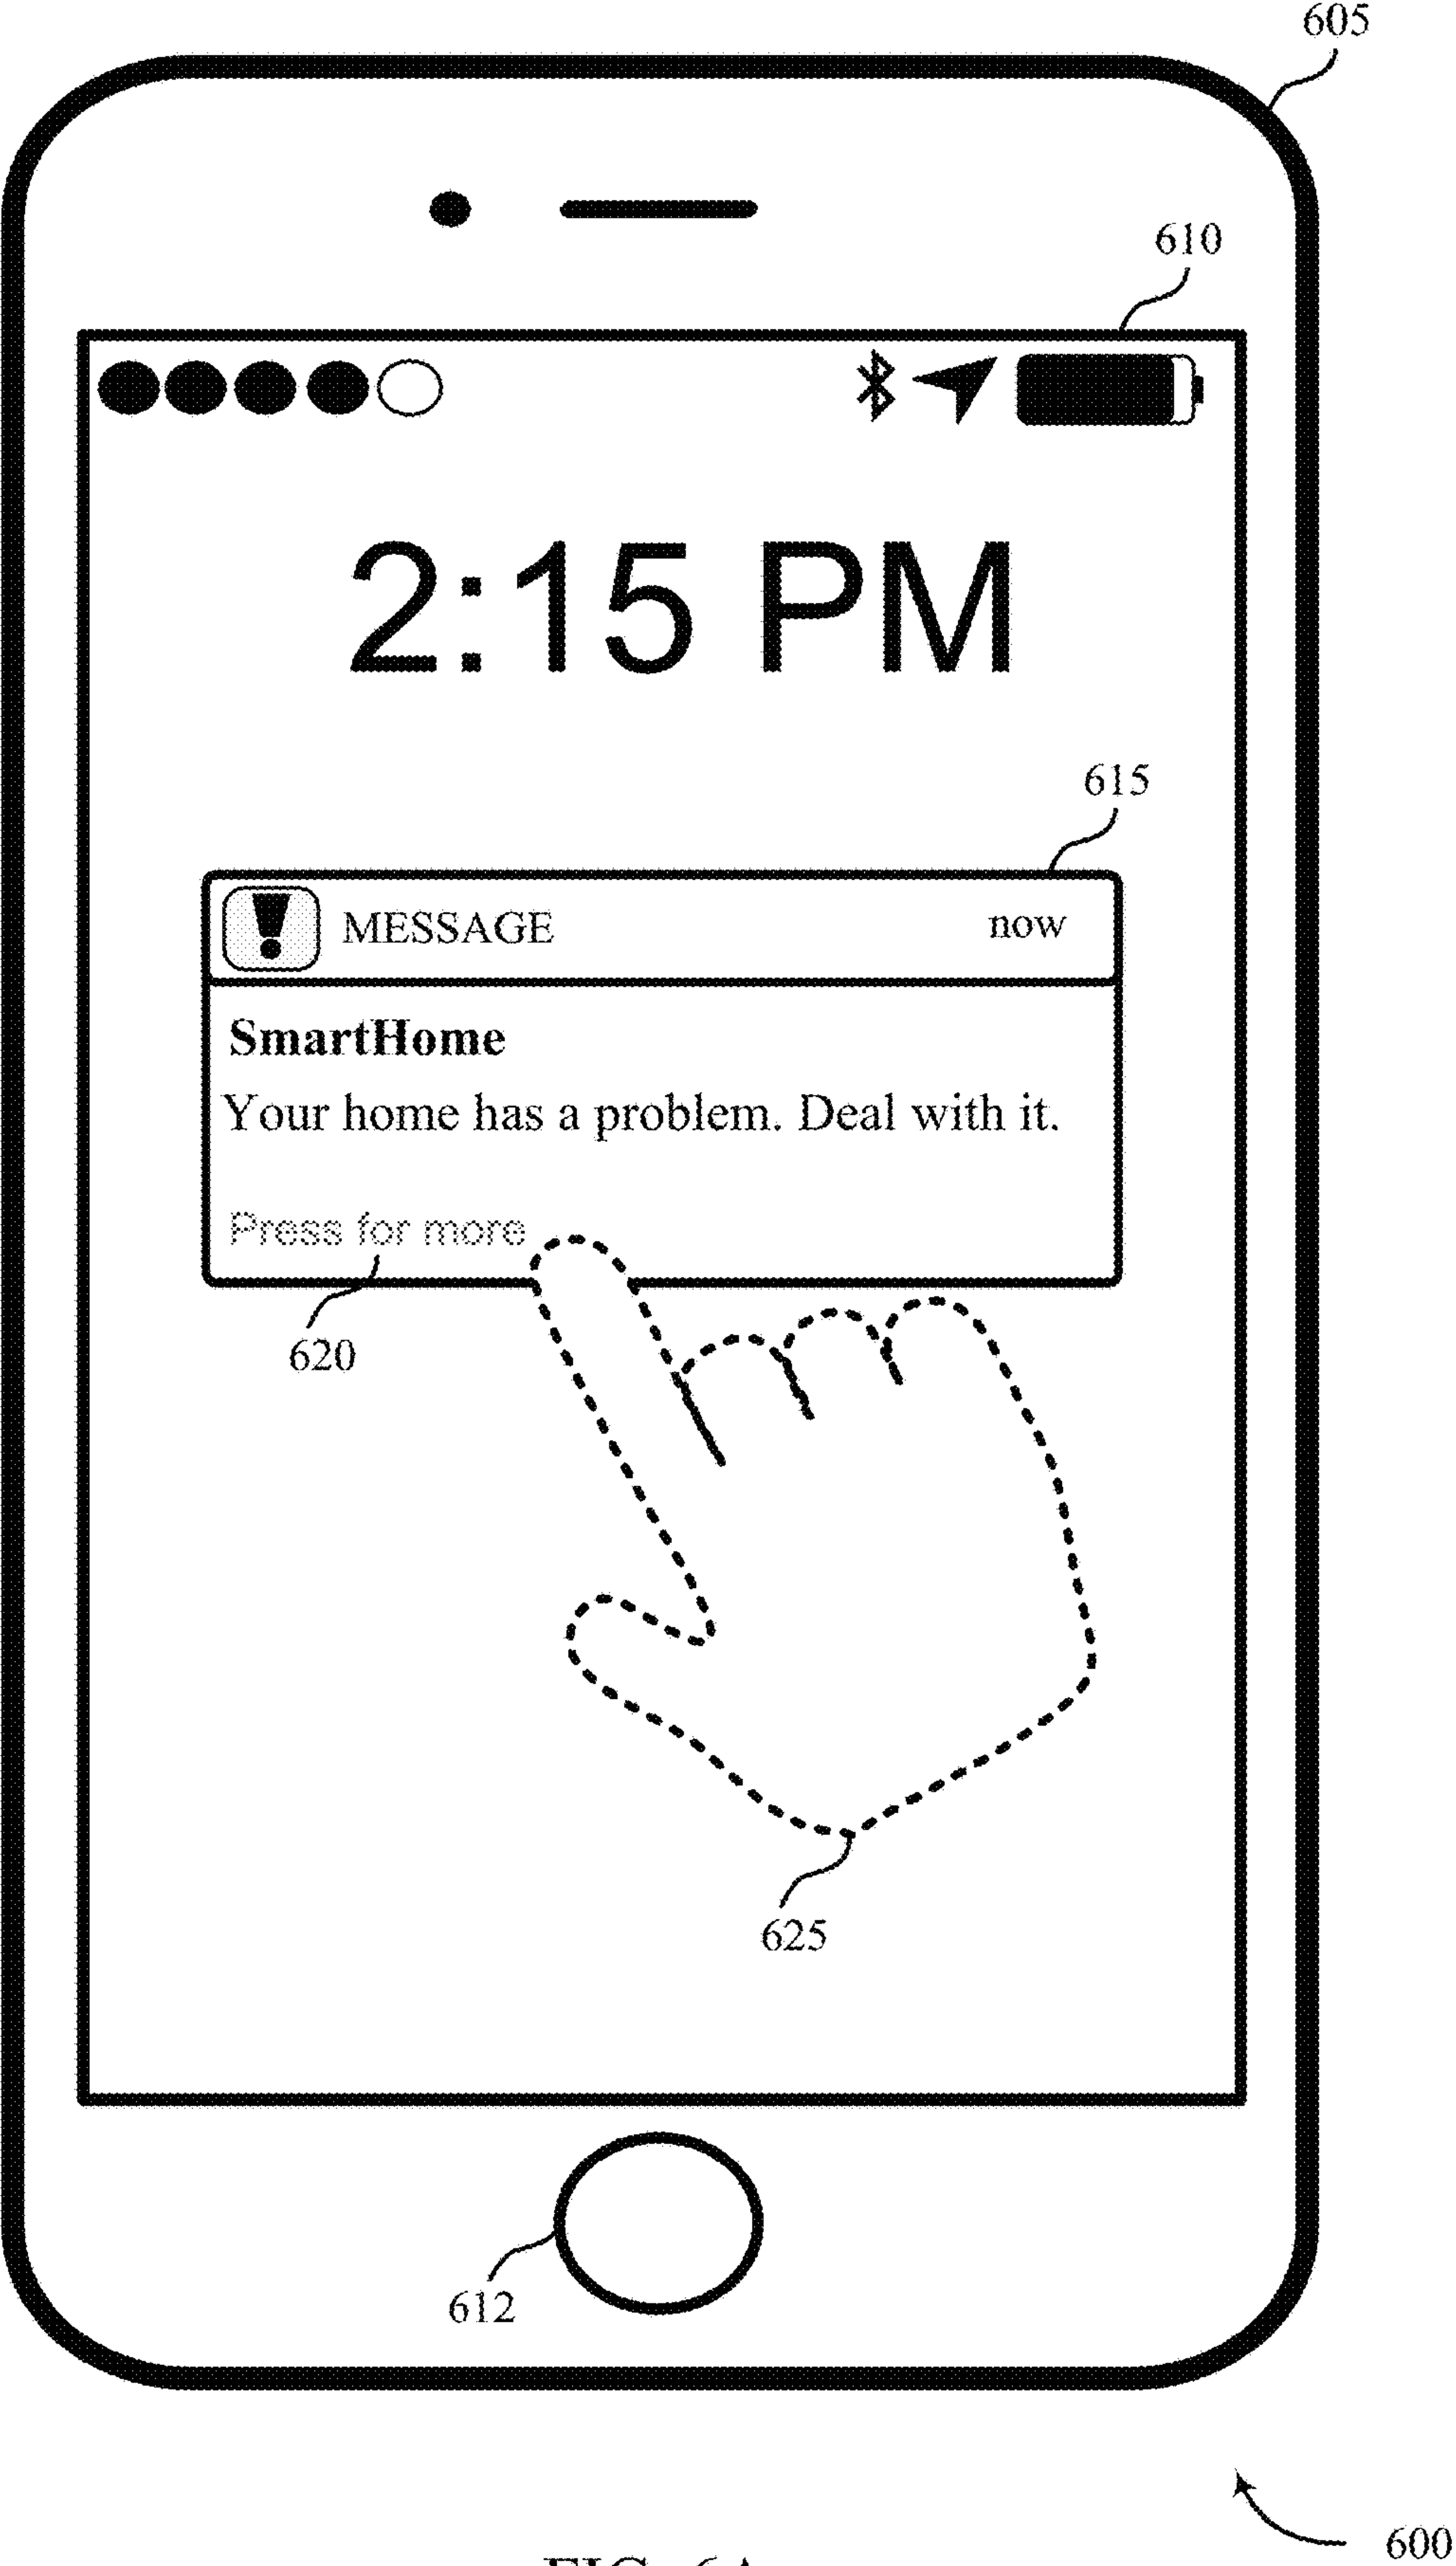 605
610
2:15 PM
615
MESSAGE now
SmartHome
Your home has a problem. Deal with it.
Press for more
620
625
612
600